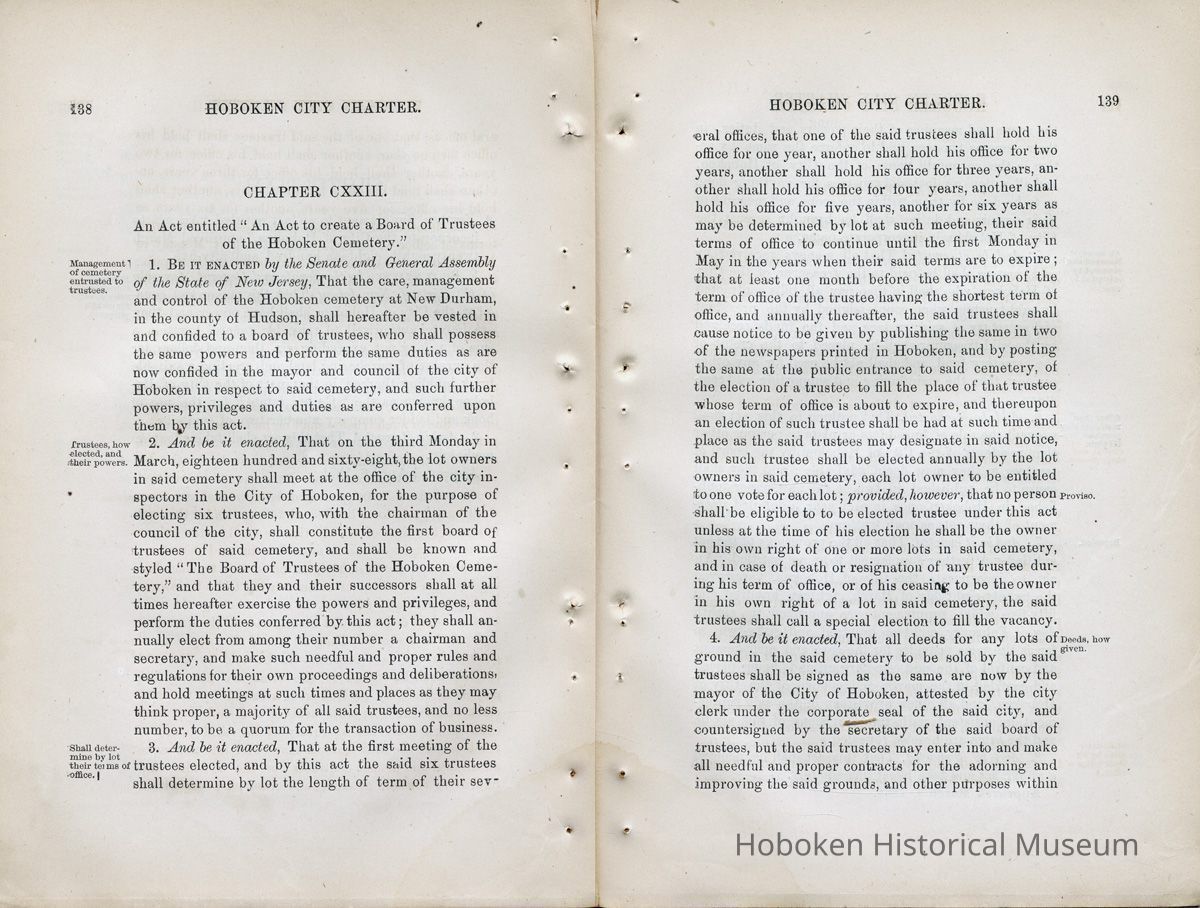 138
HOBOKEN CITY CHARTER.
CHAPTER CXXIII.
An Act entitled “ An Act to create a Board of Trustees
of the Hoboken Cemetery.”
Management
of cemetery
entrusted to
trustees.
1. BE IT ENACTED by the Senate and General Assembly
of the State of New Jersey, That the care, management
and control of the Hoboken cemetery at New Durham,
in the county of Hudson, shall hereafter be vested in
and confided to a board of trustees, who shall possess
the same powers and perform the same duties as are
now confided in the mayor and council of the city of
Hoboken in respect to said cemetery, and such further
powers, privileges and duties as are conferred upon
them by this act.
Trustees, how
elected, and
their powers.
2. And be it enacted, That on the third Monday in
March, eighteen hundred and sixty-eight, the lot owners
in said cemetery shall meet at the office of the city in-
spectors in the City of Hoboken, for the purpose of
electing six trustees, who, with the chairman of the
council of the city, shall constitute the first board of
trustees of said cemetery, and shall be known and
styled “ The Board of Trustees of the Hoboken Ceme-
tery,” and that they and their successors shall at all
times hereafter exercise the powers and privileges, and
perform the duties conferred by this act ; they shall an-
nually elect from among their number a chairman and
secretary, and make such needful and proper rules and
regulations for their own proceedings and deliberations,
and hold meetings at such times and places as they may
think proper, a majority of all said trustees, and no less
number, to be a quorum for the transaction of business.
Shall deter-
mine by lot
their terms of
office.
3. And be it enacted, That at the first meeting of the
trustees elected, and by this act the said six trustees
shall determine by lot the length of term of their sev-
HOBOKEN CITY CHARTER.
139
eral offices, that one of the said trustees shall hold his
office for one year, another shall hold his office for two
years, another shall hold his office for three years, an-
other shall hold his office for four years, another shall
hold his office for five years, another for six years as
may be determined by lot at such meeting, their said
terms of office to continue until the first Monday in
May in the years when their said terms are to expire ;
that at least one month before the expiration of the
term of office of the trustee having the shortest term of
office, and annually thereafter, the said trustees shall
cause notice to be given by publishing the same in two
of the newspapers printed in Hoboken, and by posting
the same at the public entrance to said cemetery, of
the election of a trustee to fill the place of that trustee
whose term of office is about to expire, and thereupon
an election of such trustee shall be had at such time and
place as the said trustees may designate in said notice,
and such trustee shall be elected annually by the lot
owners in said cemetery, each lot owner to be entitled
to one vote for each lot ; provided, however, that no person
Proviso.
shall be eligible to to be elected trustee under this act
unless at the time of his election he shall be the owner
in his own right of one or more lots in said cemetery,
and in case of death or resignation of any trustee dur-
ing his term of office, or of his ceasing to be the owner
in his own right of a lot in said cemetery, the said
trustees shall call a special election to fill the vacancy.
4. And be it enacted, That all deeds for any lots of
Deeds, how
given.
ground in the said cemetery to be sold by the said
trustees shall be signed as the same are now by the
mayor of the City of Hoboken, attested by the city
clerk under the corporate seal of the said city, and
countersigned by the secretary of the said board of
trustees, but the said trustees may enter into and make
all needful and proper contracts for the adorning and
improving the said grounds, and other purposes within
Hoboken Historical Museum